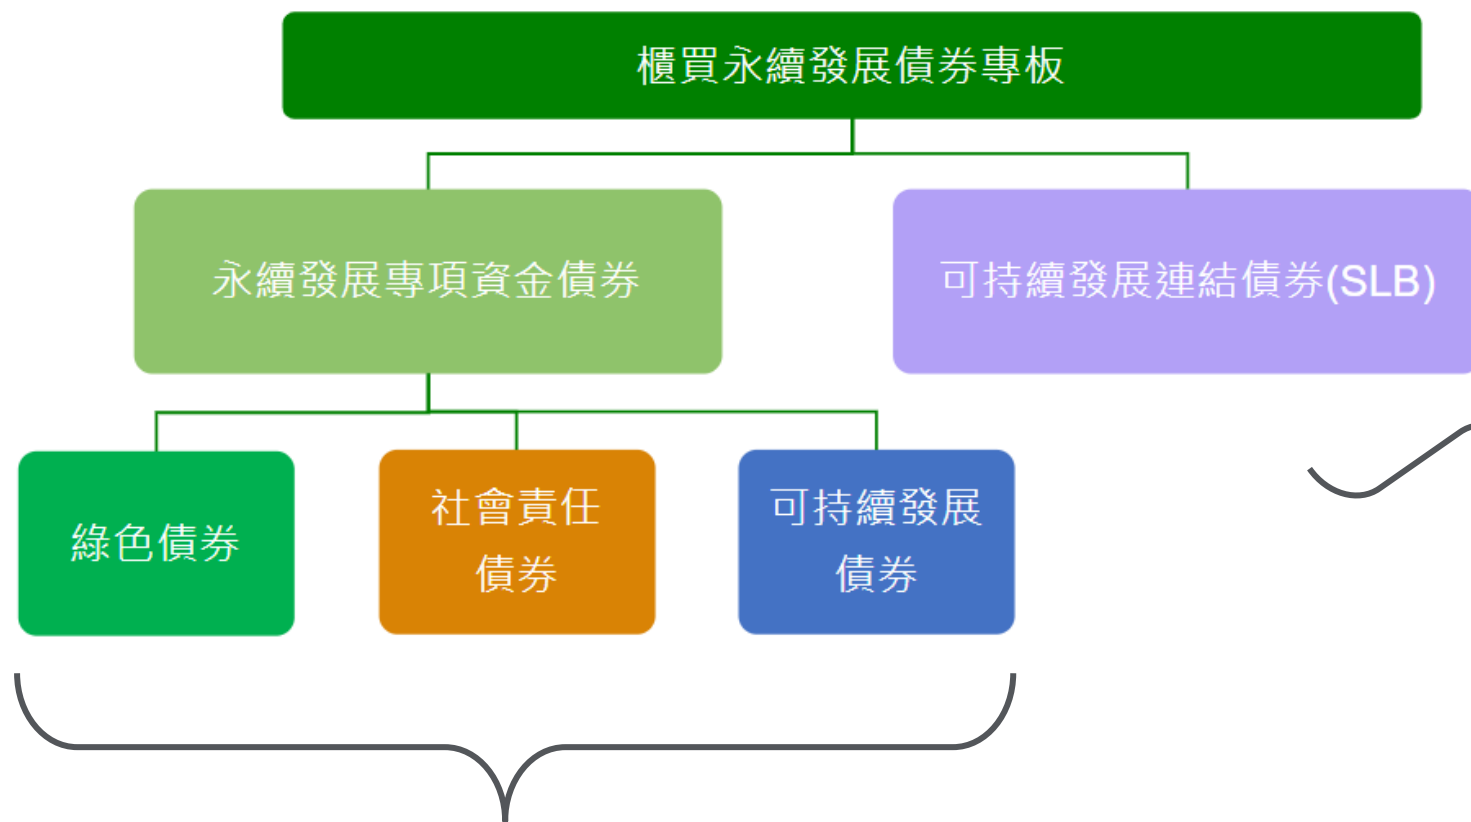 櫃買永續發展債券專板
永續發展專項資金債券
可持續發展連結債券(SLB)
綠色債券
社會責任
債券
可持續發展
債券